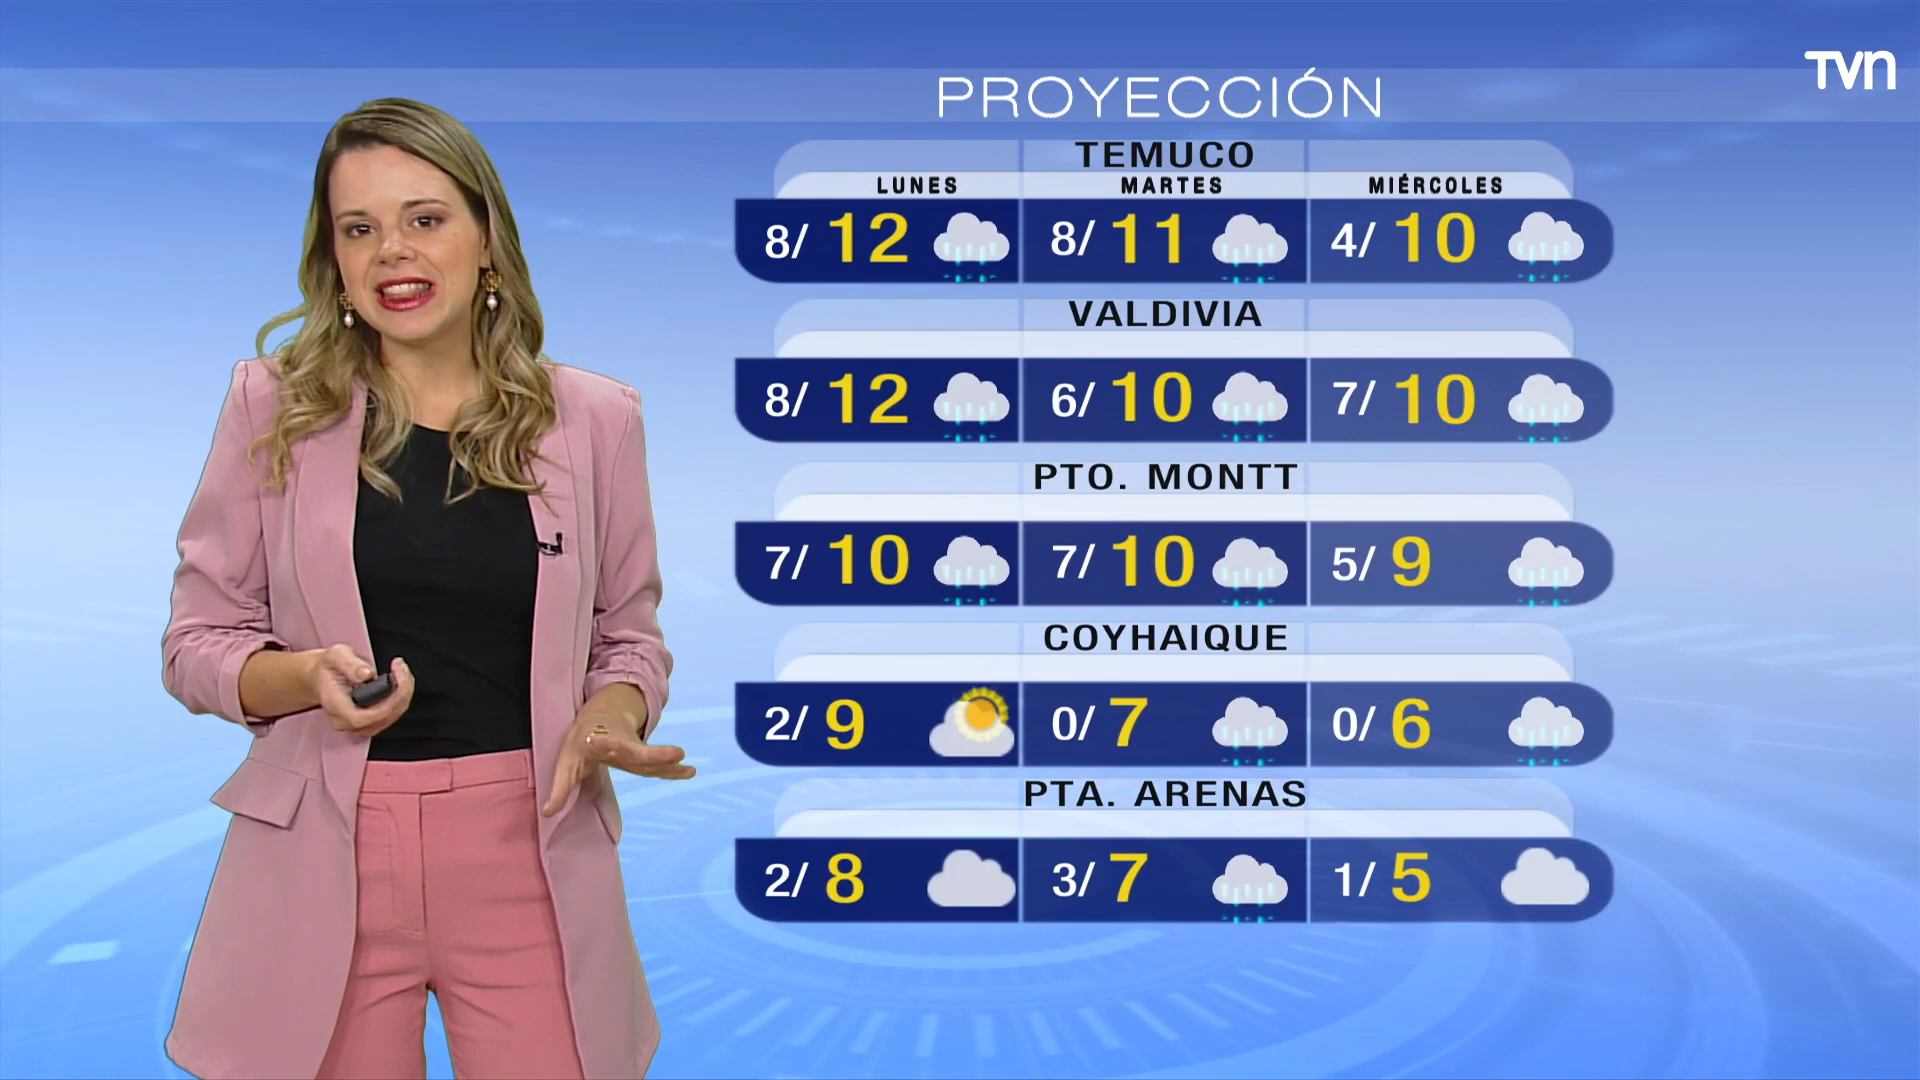 TVN
PROYECCIÓN
TEMUCO
LUNES MARTES MIÉRCOLES
8/ 12 8/ 11 4/ 10
VALDIVIA
8/ 12 6/ 10 7/ 10
PTO. MONTT
7/ 10 7/ 10 5/ 9
COYHAIQUE
2/ 9 0/ 7 0/ 6
PTA. ARENAS
2/ 8 3/ 7 1/ 5